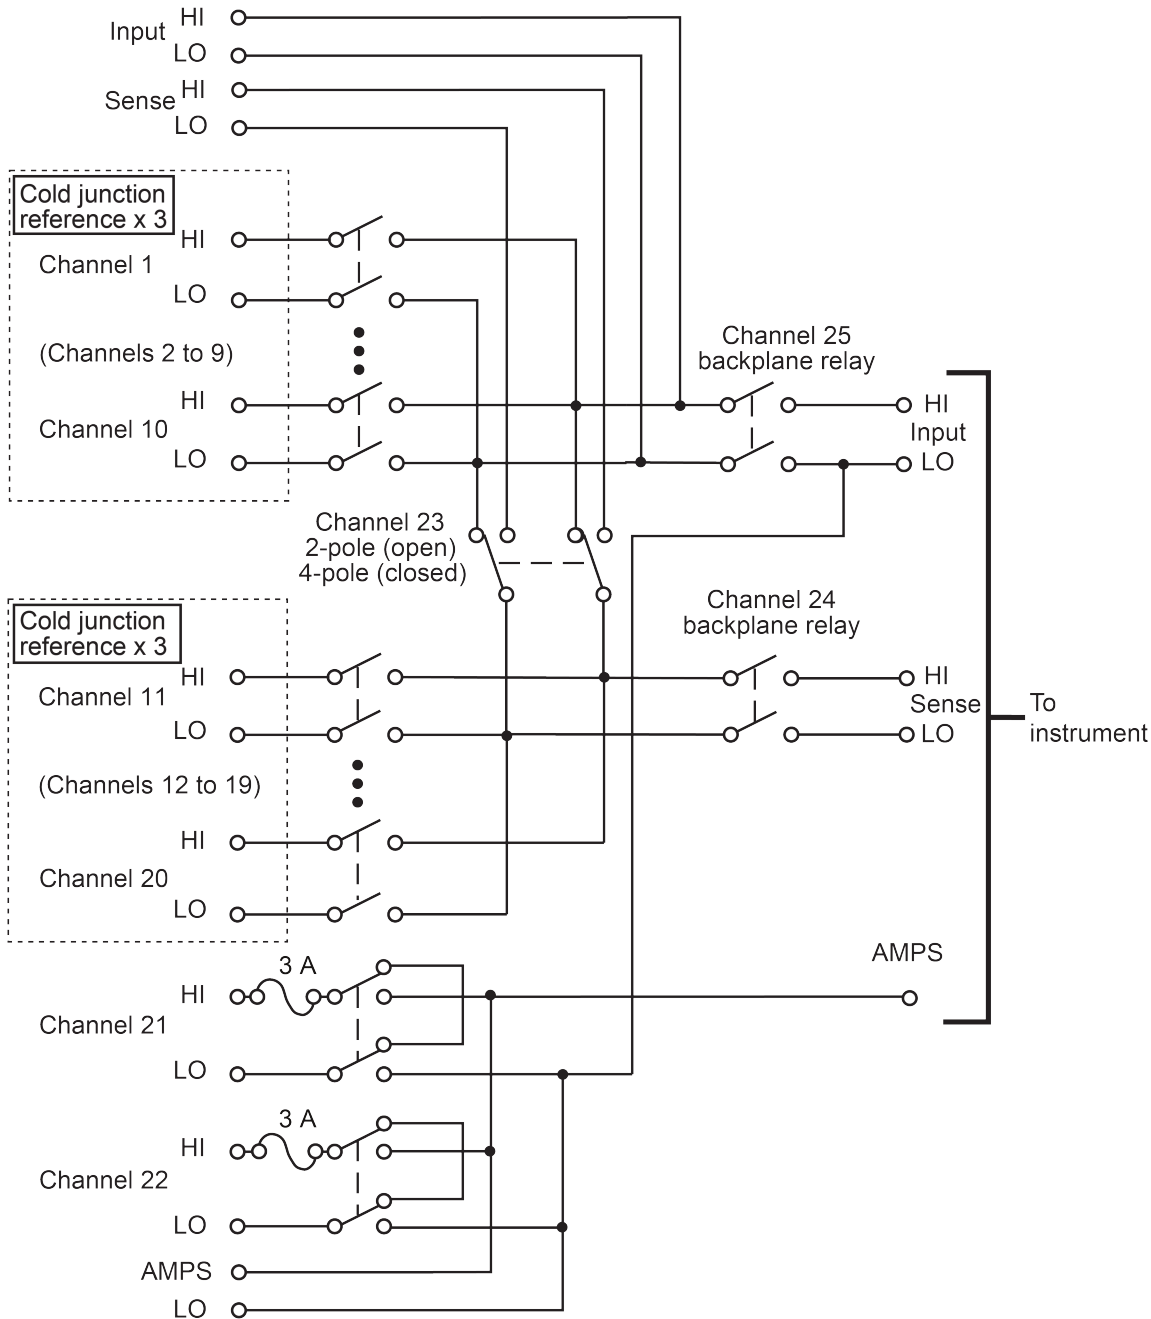 Input
HI
LO
Sense
HI
LO
Cold junction
reference x 3
HI
Channel 1
LO
(Channels 2 to 9)
HI
Channel 10
LO
Channel 25
backplane relay
HI
Input
LO
Channel 23
2-pole (open)
4-pole (closed)
Cold junction
reference x 3
Channel 24
backplane relay
HI
Channel 11
LO
HI
Sense
LO
To
instrument
(Channels 12 to 19)
HI
Channel 20
LO
AMPS
3 A
HI
Channel 21
LO
3 A
HI
Channel 22
LO
AMPS
LO